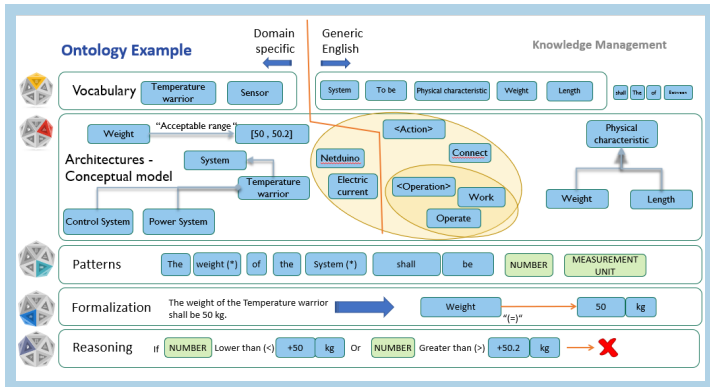 Ontology Example
Domain specific
Generic English
Knowledge Management
Vocabulary
Temperature warrior
Sensor
System
To be
Physical characteristic
Weight
Length
shall
The
of
Between
Architectures - Conceptual model
Weight
"Acceptable range"
[50 , 50.2]
System
Temperature warrior
Control System
Power System
Netduino
Electric current
<Action>
Connect
<Operation>
Work
Operate
Physical characteristic
Weight
Length
Patterns
The weight (*) of the System (*) shall be NUMBER MEASUREMENT UNIT
Formalization
The weight of the Temperature warrior
shall be 50 kg.
Weight
"(=)"
50 kg
Reasoning
If NUMBER Lower than (<) +50 kg Or NUMBER Greater than (>) +50.2 kg